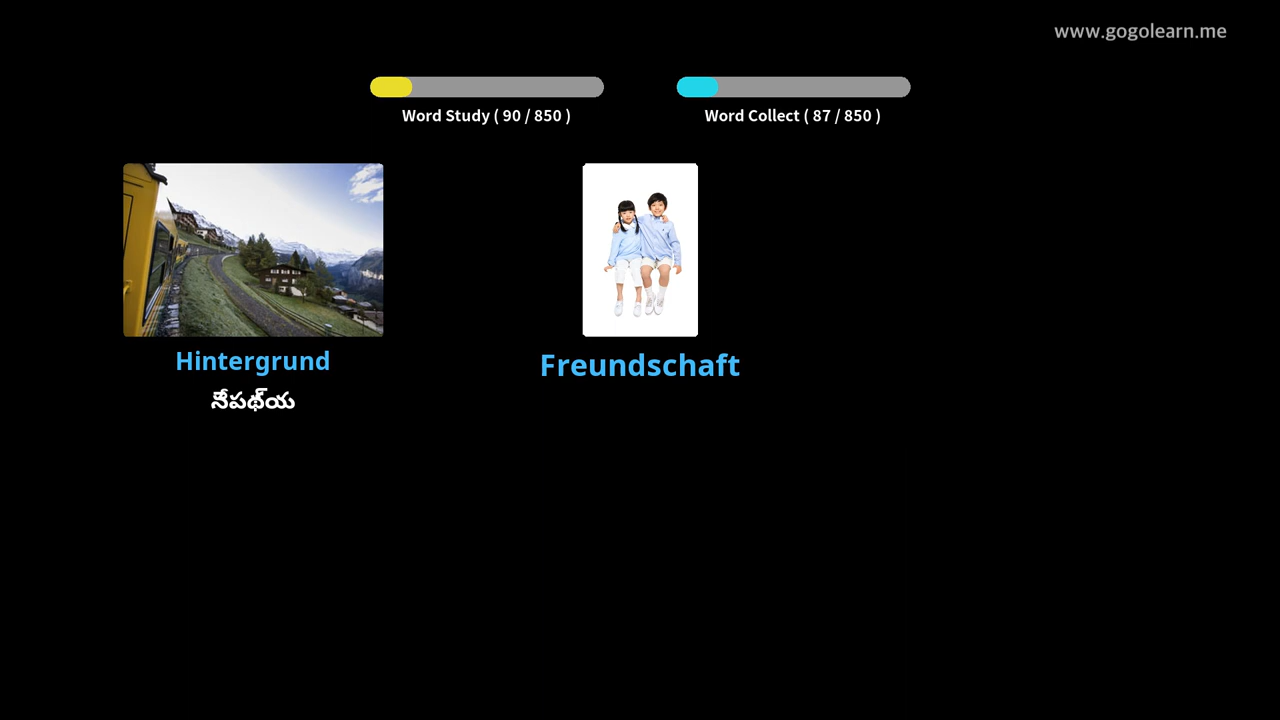 www.gogolearn.me
Word Study ( 90 / 850 )
Word Collect ( 87 / 850 )
Hintergrund
నేపథ్య
Freundschaft